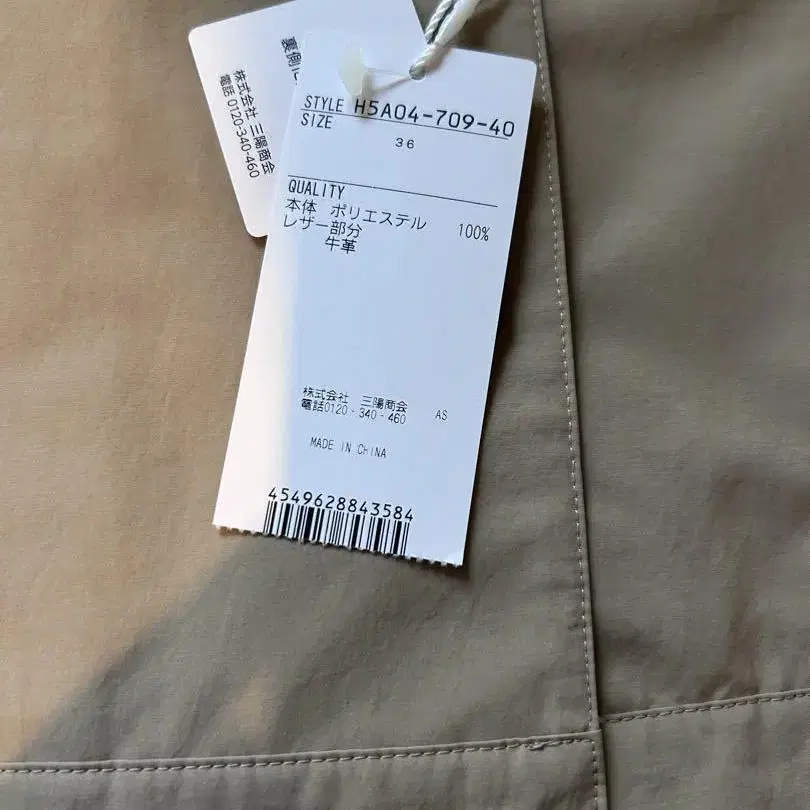 裏側に
株式会社 三陽商会
電話 0120-340-460
STYLE H5A04-709-40
SIZE
36
QUALITY
本体 ポリエステル 100%
レザー部分
牛革
株式会社 三陽商会
電話0120-340-460 AS
MADE IN CHINA
4549628843584